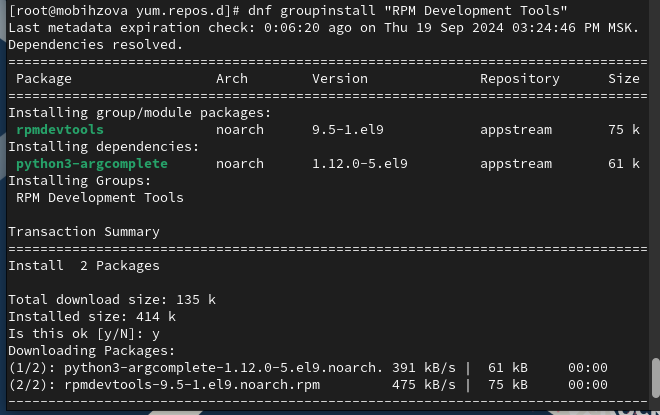 [root@mobihzova yum.repos.d]# dnf groupinstall "RPM Development Tools"
Last metadata expiration check: 0:06:20 ago on Thu 19 Sep 2024 03:24:46 PM MSK.
Dependencies resolved.
================================================================================
 Package                 Arch        Version              Repository      Size
================================================================================
Installing group/module packages:
 rpmdevtools             noarch      9.5-1.el9            appstream       75 k
Installing dependencies:
 python3-argcomplete     noarch      1.12.0-5.el9         appstream       61 k
Installing Groups:
 RPM Development Tools

Transaction Summary
================================================================================
Install  2 Packages

Total download size: 135 k
Installed size: 414 k
Is this ok [y/N]: y
Downloading Packages:
(1/2): python3-argcomplete-1.12.0-5.el9.noarch. 391 kB/s |  61 kB     00:00
(2/2): rpmdevtools-9.5-1.el9.noarch.rpm         475 kB/s |  75 kB     00:00
--------------------------------------------------------------------------------